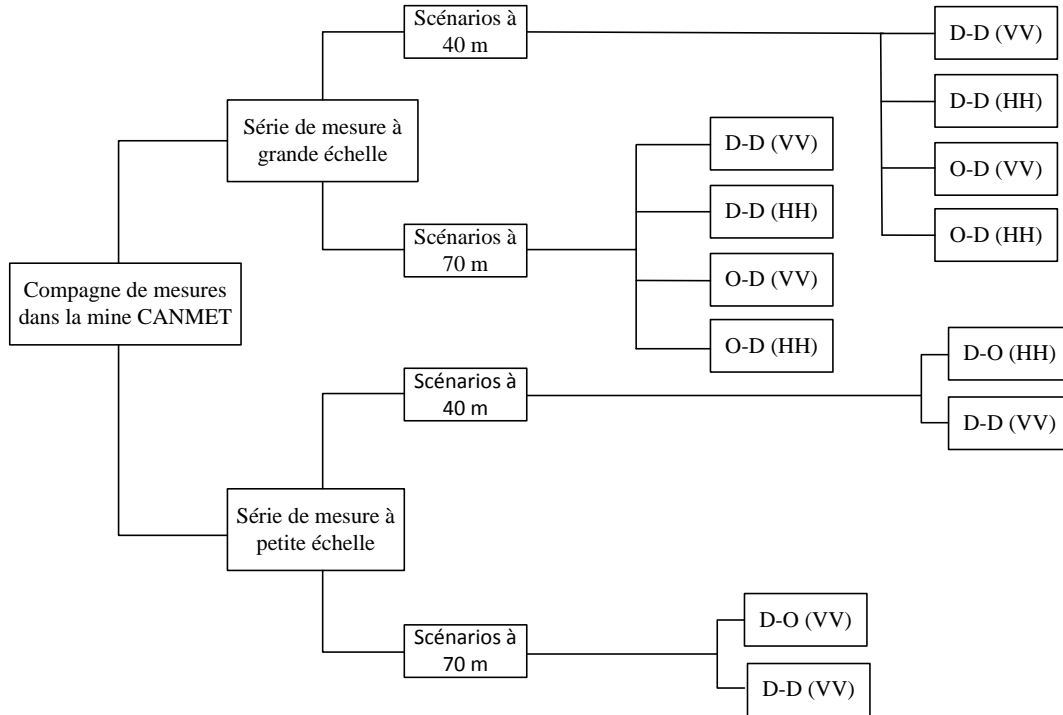 Scénarios à
40 m
D-D (VV)
D-D (HH)
O-D (VV)
O-D (HH)
Série de mesure à
grande échelle
D-D (VV)
D-D (HH)
O-D (VV)
O-D (HH)
Scénarios à
70 m
Compagne de mesures
dans la mine CANMET
Scénarios à
40 m
D-O (HH)
D-D (VV)
Série de mesure à
petite échelle
Scénarios à
70 m
D-O (VV)
D-D (VV)